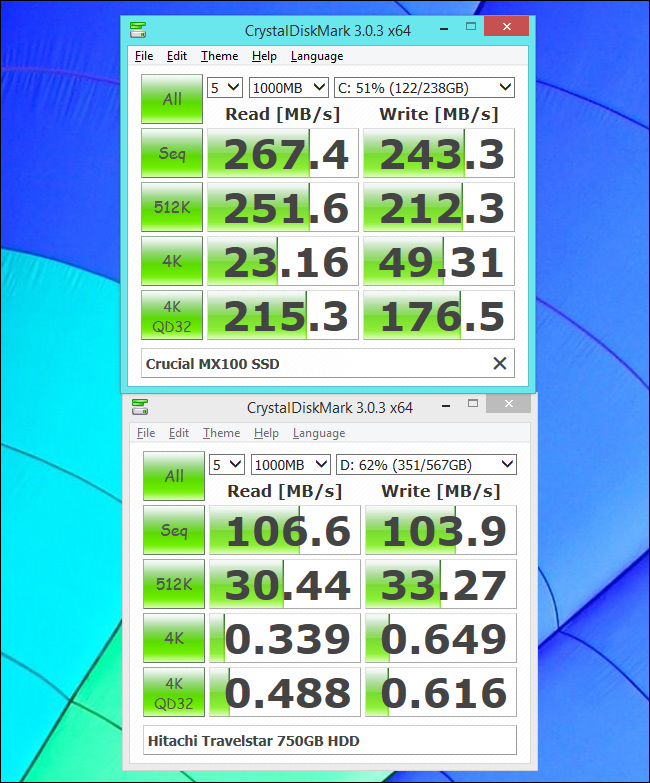 CrystalDiskMark 3.0.3 x64
File Edit Theme Help Language
All 5 1000MB C: 51% (122/238GB)
Read [MB/s] Write [MB/s]
Seq 267.4 243.3
512K 251.6 212.3
4K 23.16 49.31
4K QD32 215.3 176.5
Crucial MX100 SSD
CrystalDiskMark 3.0.3 x64
File Edit Theme Help Language
All 5 1000MB D: 62% (351/567GB)
Read [MB/s] Write [MB/s]
Seq 106.6 103.9
512K 30.44 33.27
4K 0.339 0.649
4K QD32 0.488 0.616
Hitachi Travelstar 750GB HDD